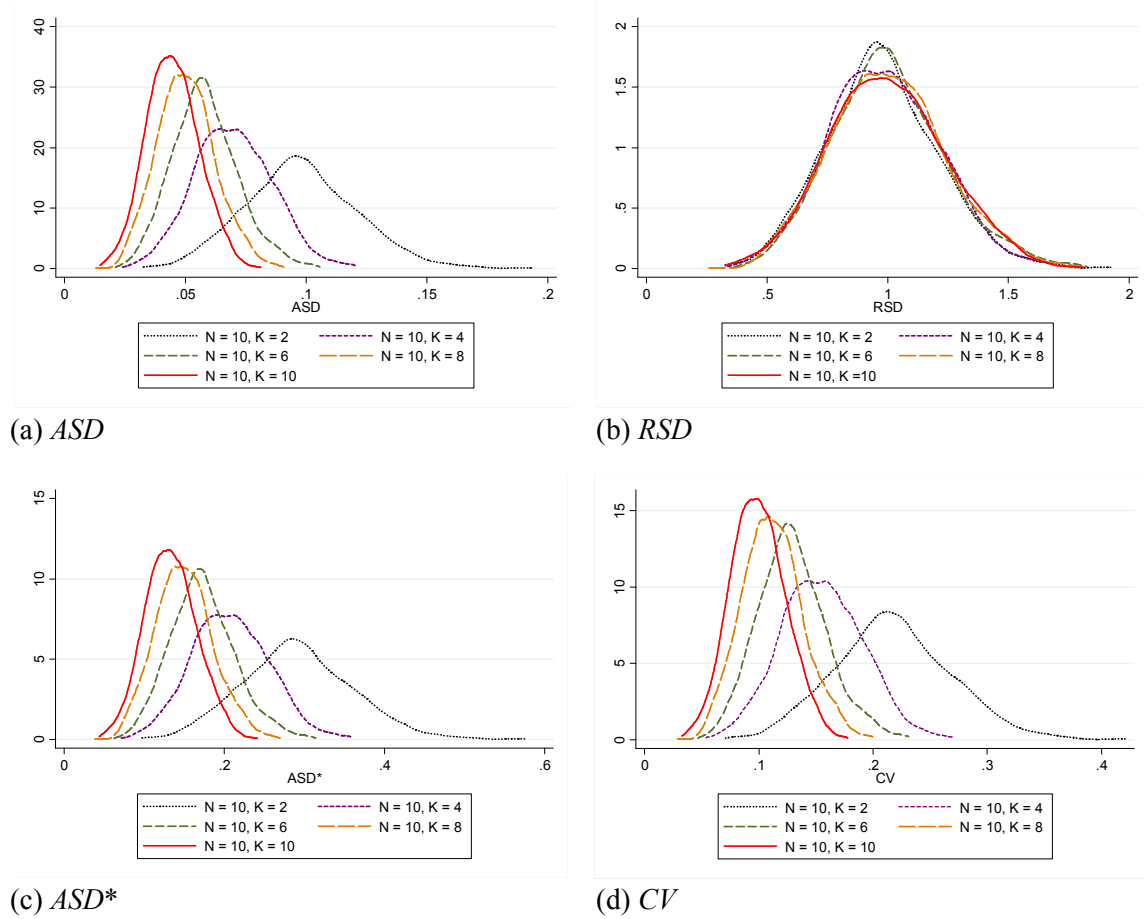 40
30
20
10
0
0 .05 .1 .15 .2
ASD
N = 10, K = 2 N = 10, K = 4
N = 10, K = 6 N = 10, K = 8
N = 10, K = 10
(a) ASD
2
1.5
1
.5
0
0 .5 1 1.5 2
RSD
N = 10, K = 2 N = 10, K = 4
N = 10, K = 6 N = 10, K = 8
N = 10, K =10
(b) RSD
15
10
5
0
0 .2 .4 .6
ASD*
N = 10, K = 2 N = 10, K = 4
N = 10, K = 6 N = 10, K = 8
N = 10, K = 10
(c) ASD*
15
10
5
0
0 .1 .2 .3 .4
CV
N = 10, K = 2 N = 10, K = 4
N = 10, K = 6 N = 10, K = 8
N = 10, K = 10
(d) CV